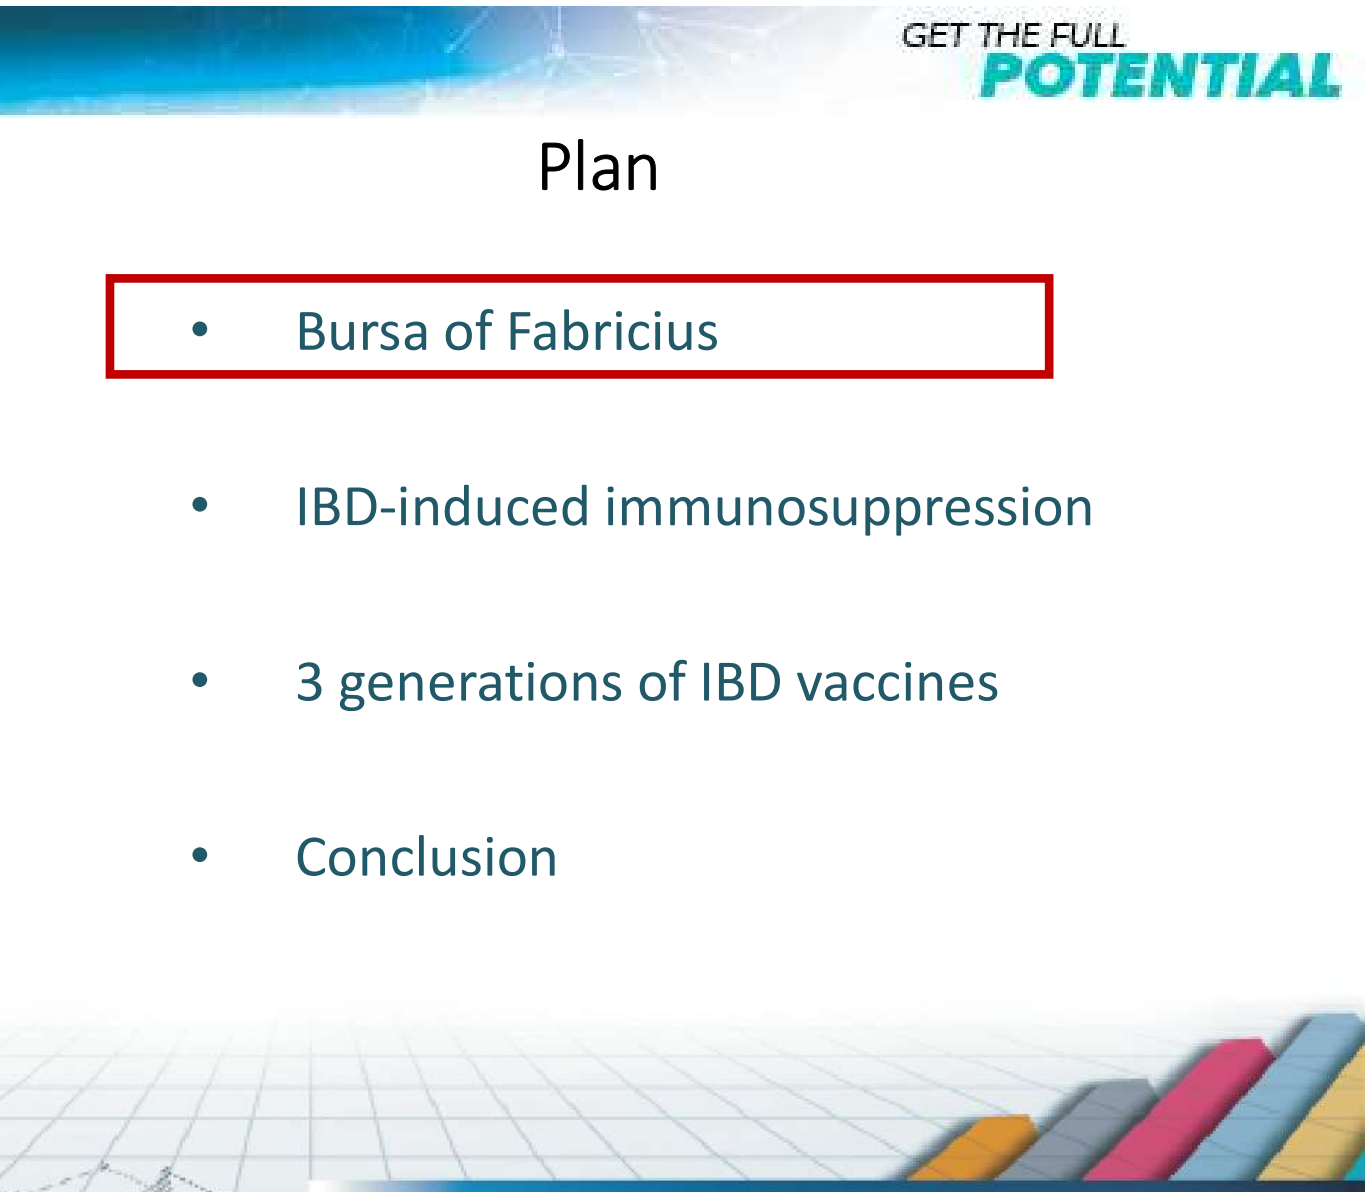 GET THE FULL
POTENTIAL
Plan
• Bursa of Fabricius
• IBD-induced immunosuppression
• 3 generations of IBD vaccines
• Conclusion